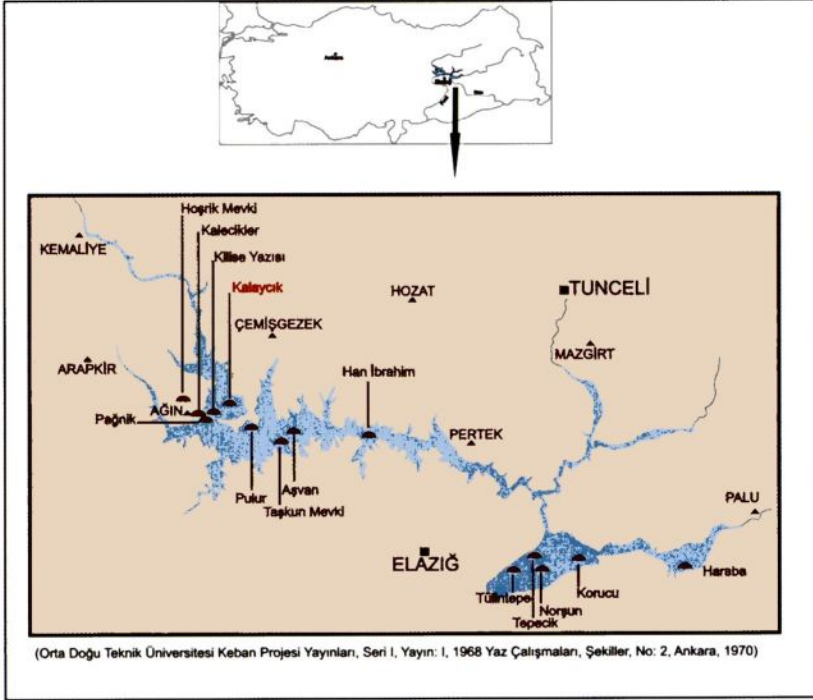 Ankara
Hoşrik Mevki
Kalecikler
KEMALİYE
Kilise Yazısı
Kalaycık
HOZAT
TUNCELİ
ÇEMİŞGEZEK
ARAPKİR
MAZGİRT
Han İbrahim
AĞIN
Pağnik
PERTEK
Pulur
Aşvan
Taşkun Mevki
PALU
ELAZIĞ
Haraba
Korucu
Tülintepe
Norşun
Tepecik
(Orta Doğu Teknik Üniversitesi Keban Projesi Yayınları, Seri I, Yayın: I, 1968 Yaz Çalışmaları, Şekiller, No: 2, Ankara, 1970)